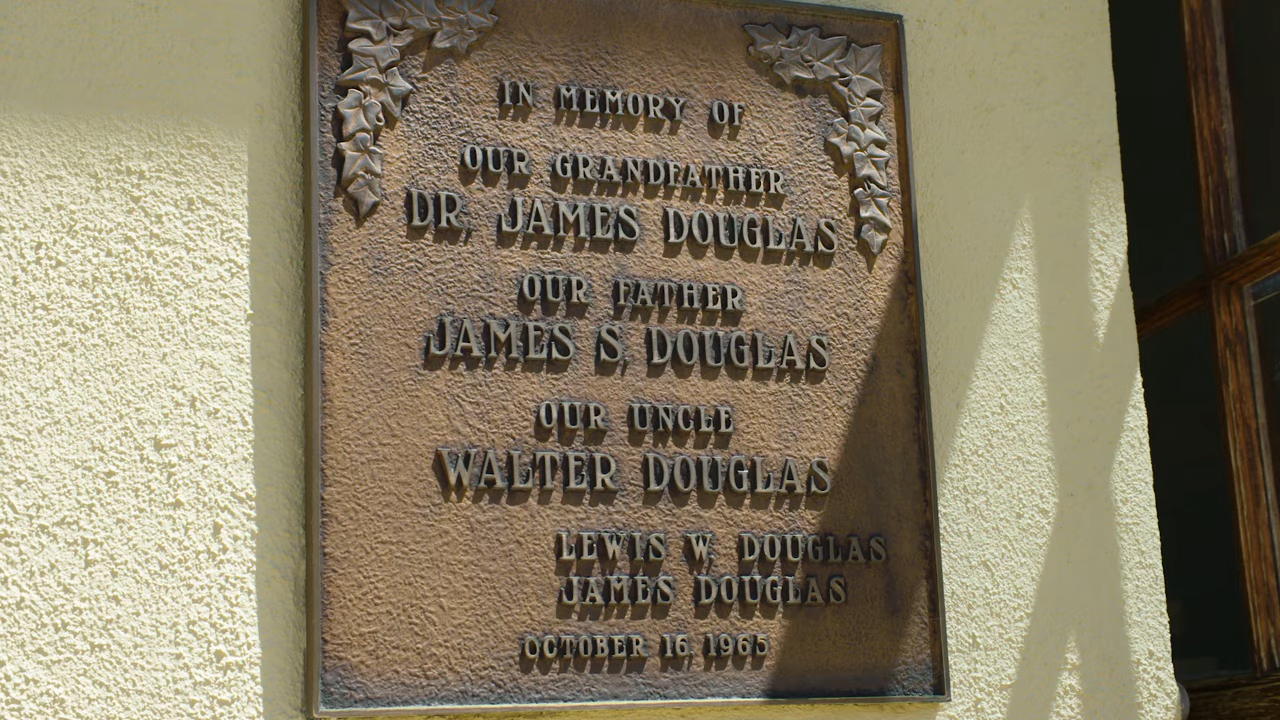 IN MEMORY OF
OUR GRANDFATHER
DR. JAMES DOUGLAS
OUR FATHER
JAMES S. DOUGLAS
OUR UNCLE
WALTER DOUGLAS
LEWIS W. DOUGLAS
JAMES DOUGLAS
OCTOBER 16, 1965